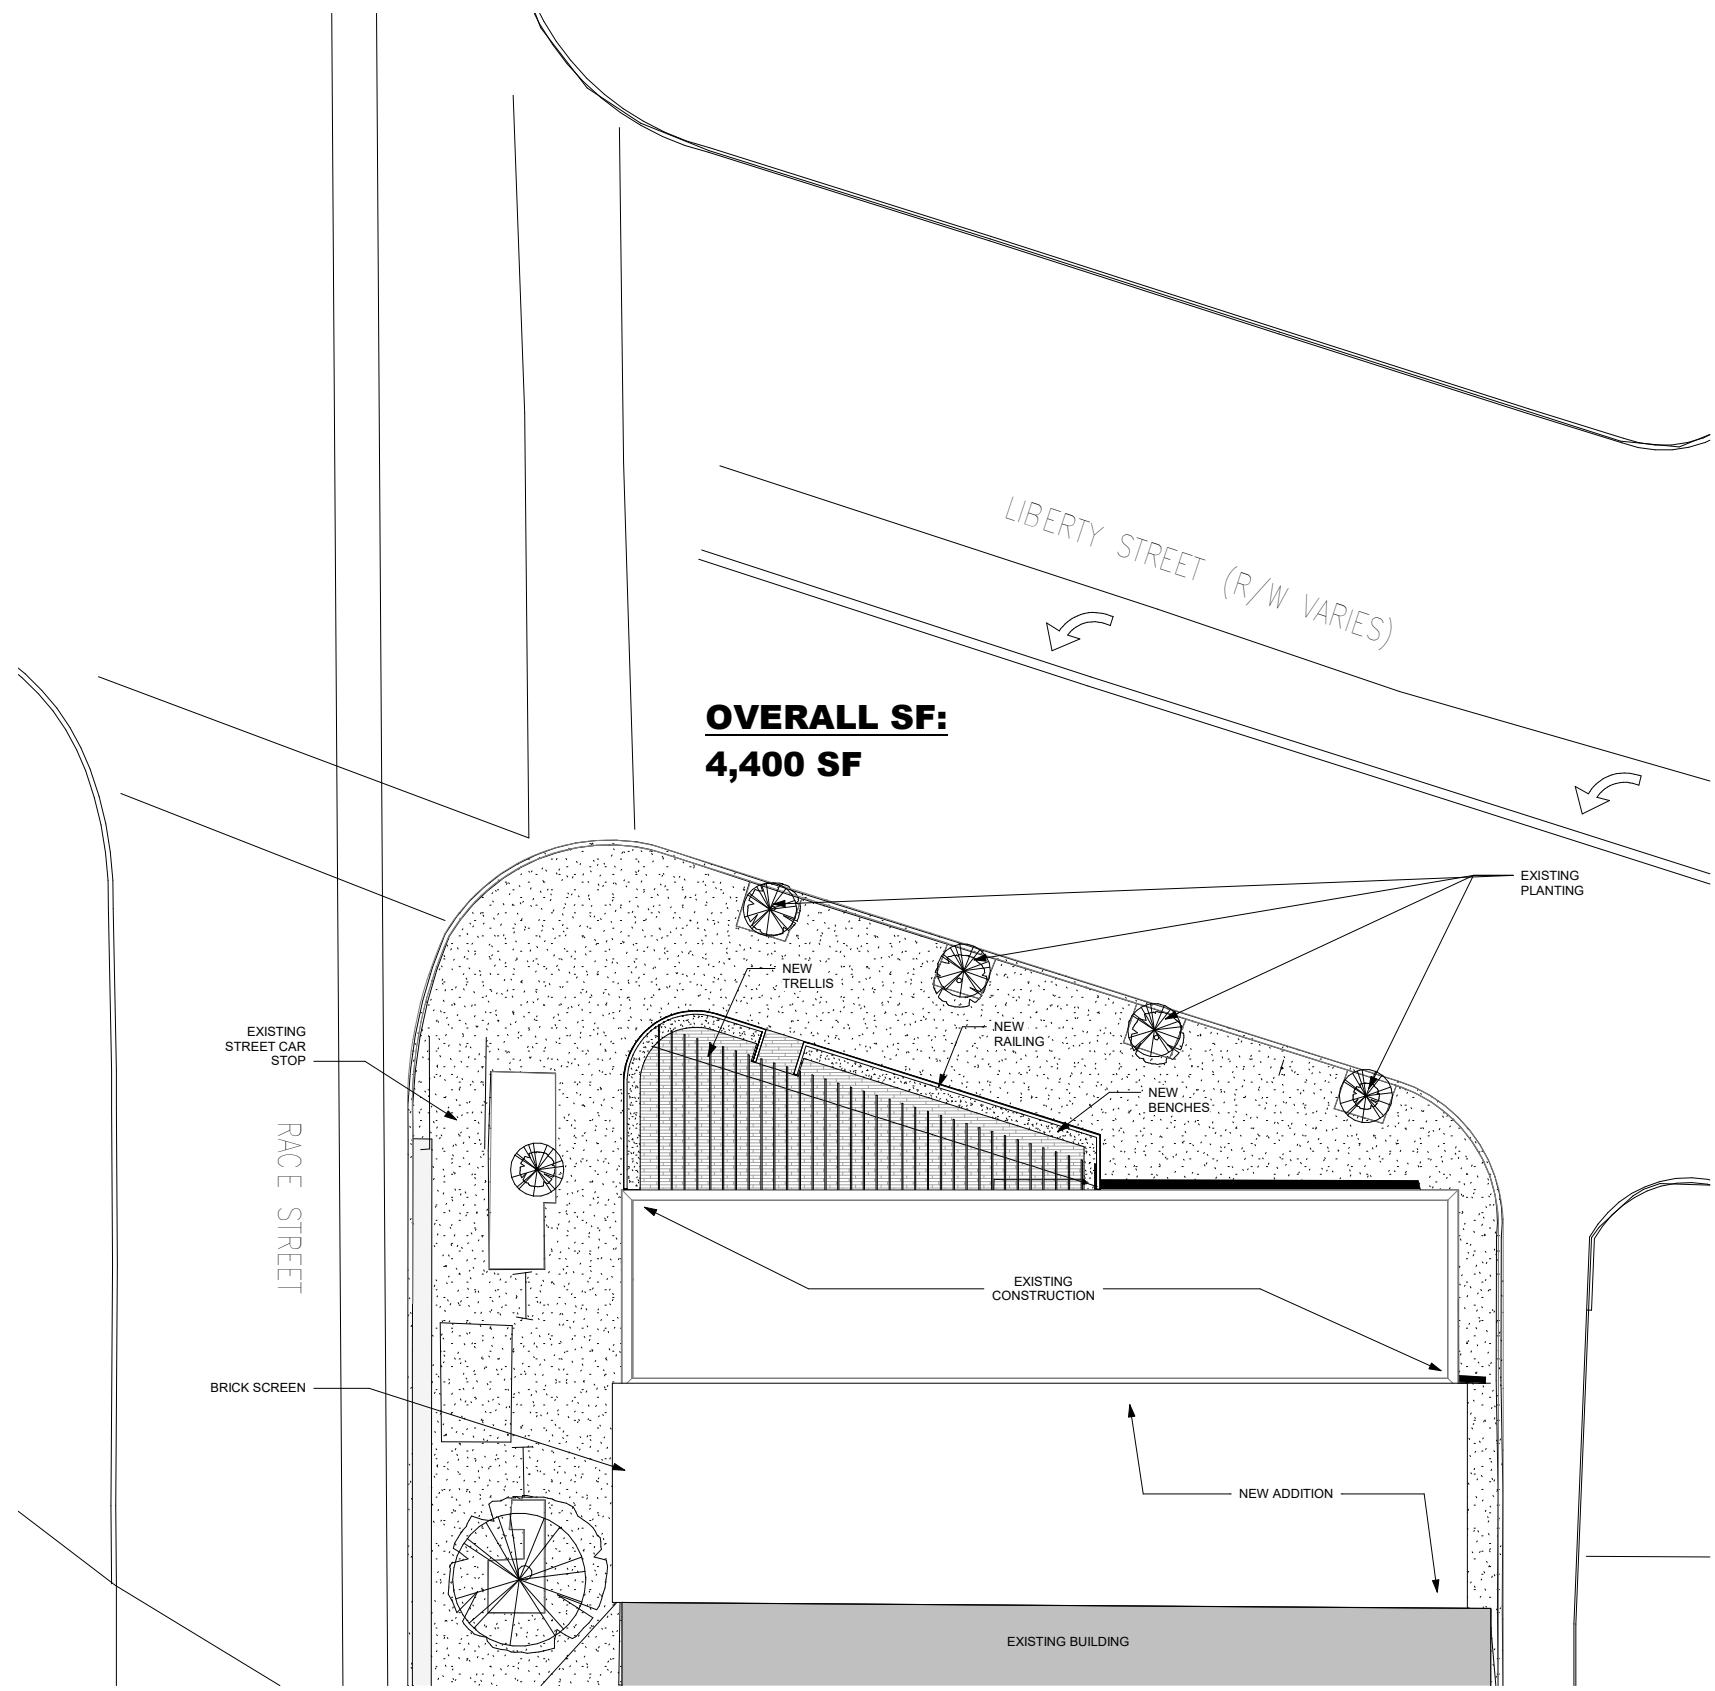 LIBERTY STREET (R/W VARIES)
OVERALL SF:
4,400 SF
EXISTING
PLANTING
NEW
TRELLIS
NEW
RAILING
EXISTING
STREET CAR
STOP
NEW
BENCHES
RACE STREET
EXISTING
CONSTRUCTION
BRICK SCREEN
NEW ADDITION
EXISTING BUILDING